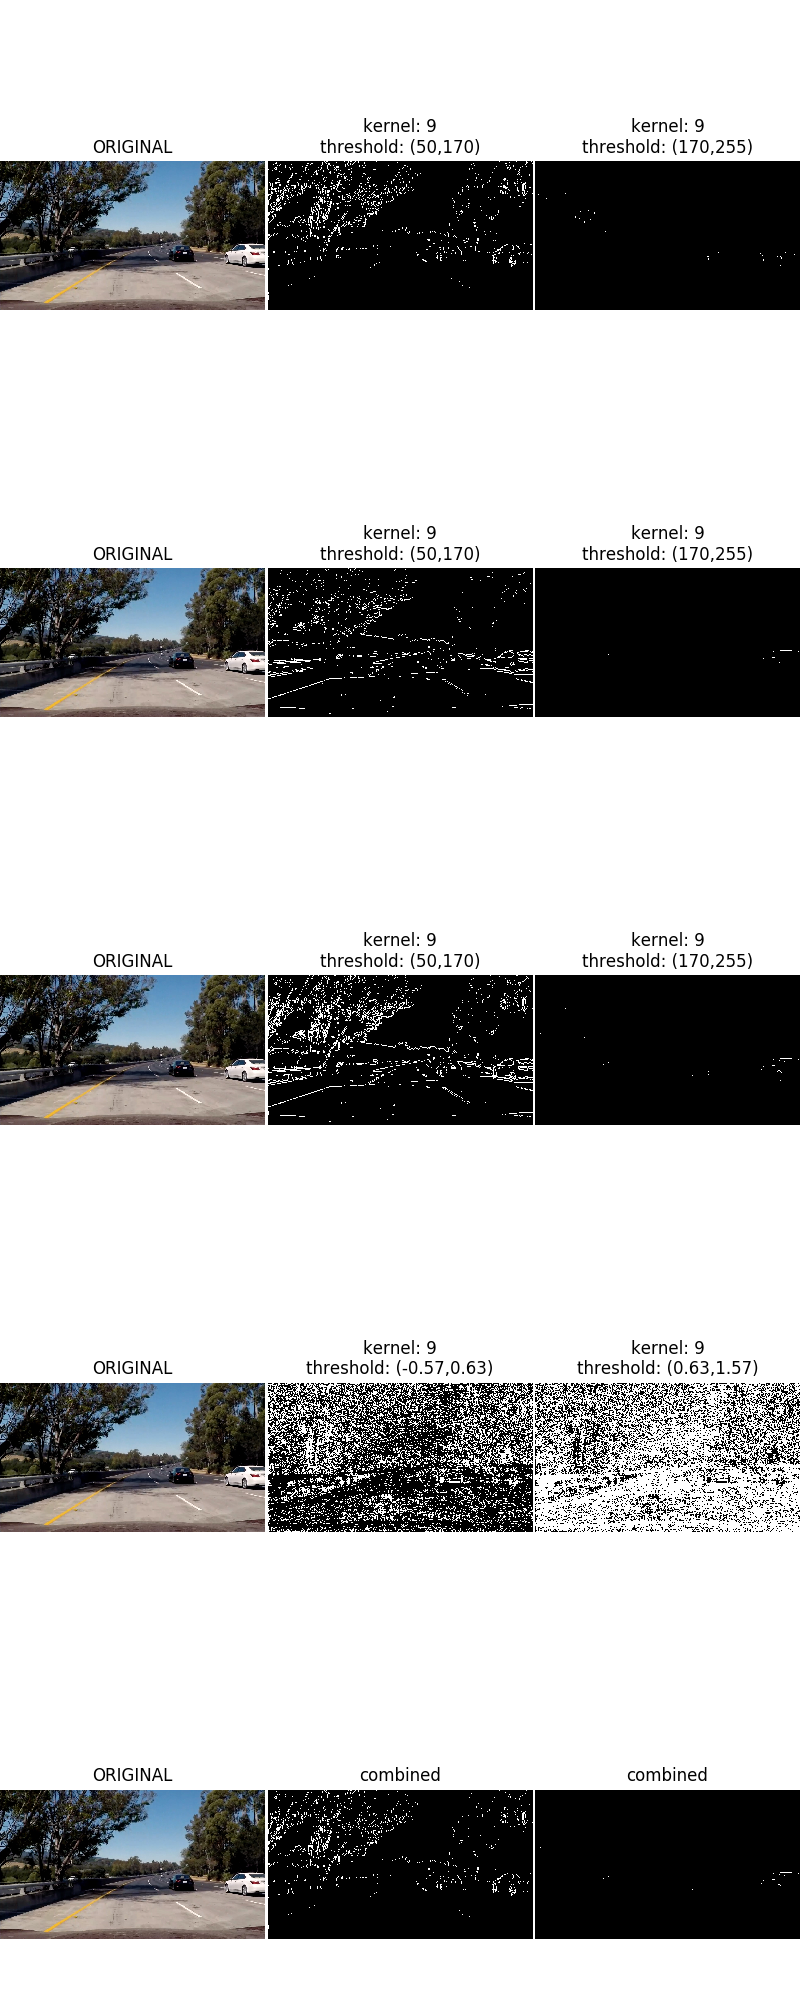 ORIGINAL
kernel: 9
threshold: (50,170)
kernel: 9
threshold: (170,255)
ORIGINAL
kernel: 9
threshold: (50,170)
kernel: 9
threshold: (170,255)
ORIGINAL
kernel: 9
threshold: (50,170)
kernel: 9
threshold: (170,255)
ORIGINAL
kernel: 9
threshold: (-0.57,0.63)
kernel: 9
threshold: (0.63,1.57)
ORIGINAL
combined
combined